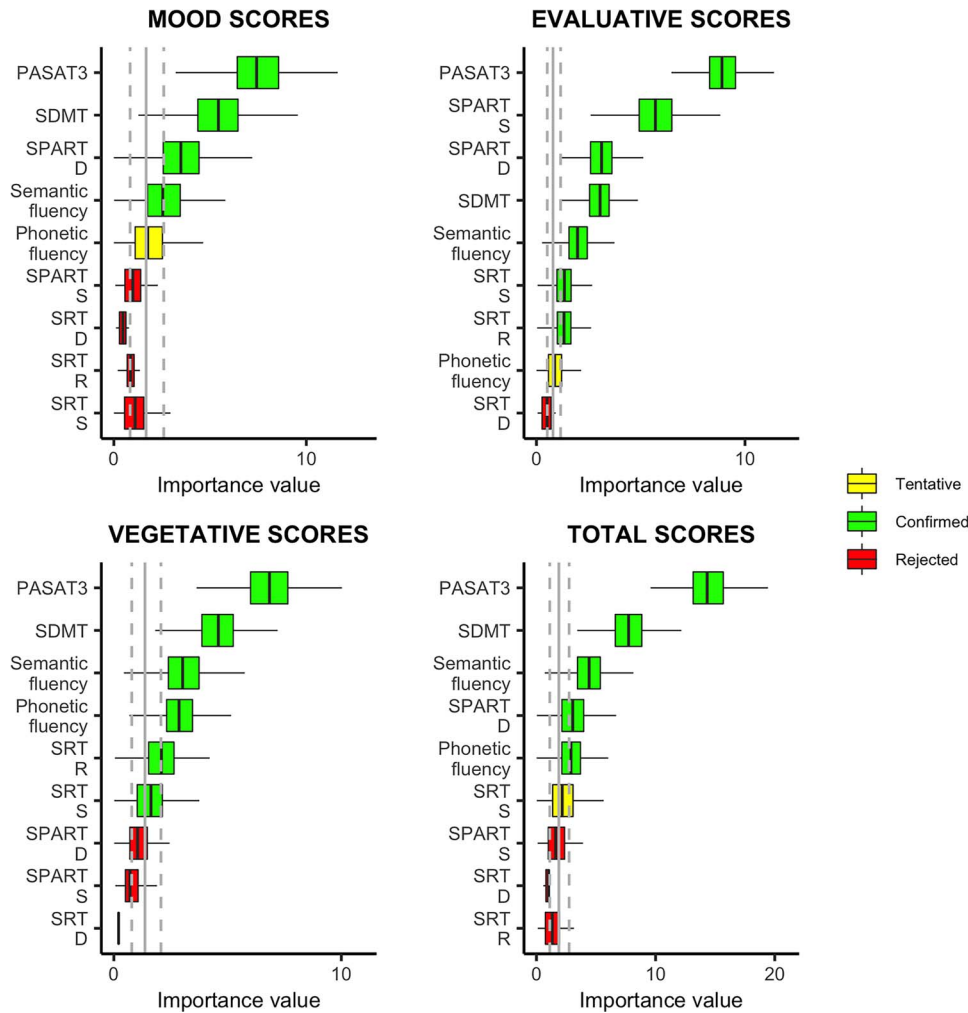 MOOD SCORES
PASAT3
SDMT
SPART
D
Semantic
fluency
Phonetic
fluency
SPART
S
SRT
D
SRT
R
SRT
S
0
10
Importance value
EVALUATIVE SCORES
PASAT3
SPART
S
SPART
D
SDMT
Semantic
fluency
SRT
S
SRT
R
Phonetic
fluency
SRT
D
0
10
Importance value
VEGETATIVE SCORES
PASAT3
SDMT
Semantic
fluency
Phonetic
fluency
SRT
R
SRT
S
SPART
D
SPART
S
SRT
D
0
10
Importance value
TOTAL SCORES
PASAT3
SDMT
Semantic
fluency
SPART
D
Phonetic
fluency
SRT
S
SPART
S
SRT
D
SRT
R
0
10
20
Importance value
Tentative
Confirmed
Rejected